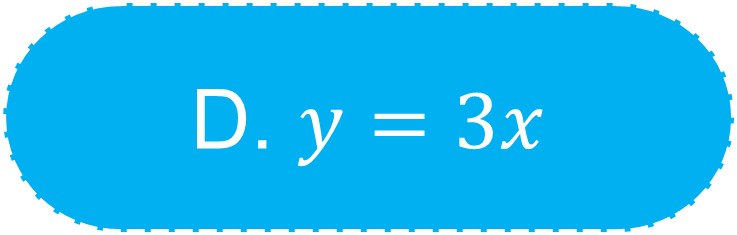 D. 𝑦 = 3𝑥